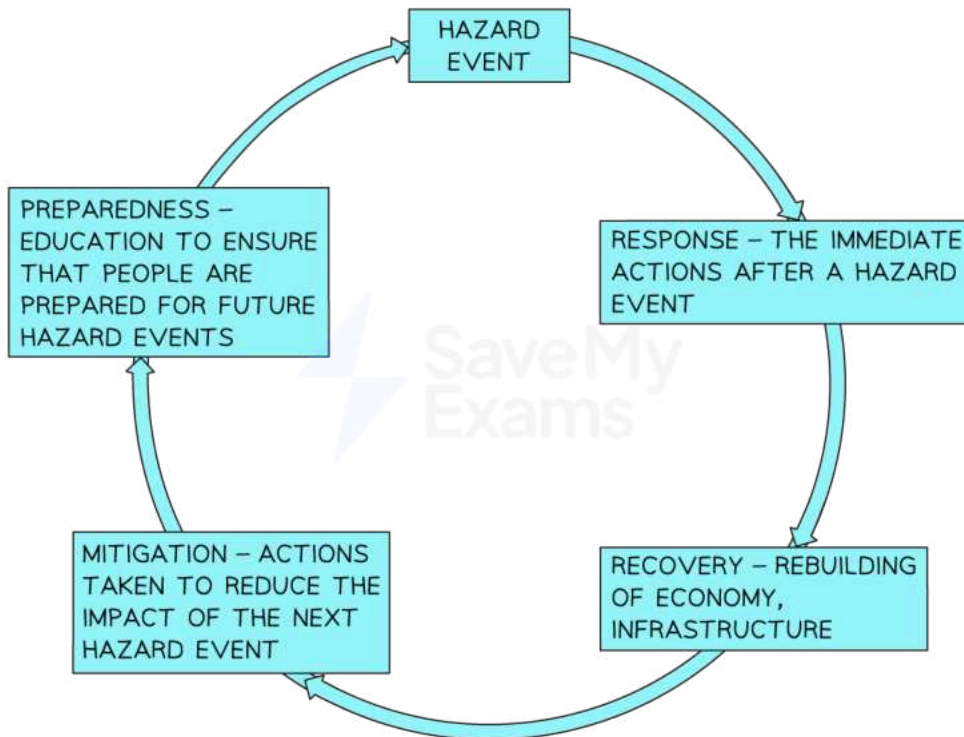 HAZARD
EVENT
RESPONSE – THE IMMEDIATE
ACTIONS AFTER A HAZARD
EVENT
RECOVERY – REBUILDING
OF ECONOMY,
INFRASTRUCTURE
MITIGATION – ACTIONS
TAKEN TO REDUCE THE
IMPACT OF THE NEXT
HAZARD EVENT
PREPAREDNESS –
EDUCATION TO ENSURE
THAT PEOPLE ARE
PREPARED FOR FUTURE
HAZARD EVENTS
SaveMy
Exams